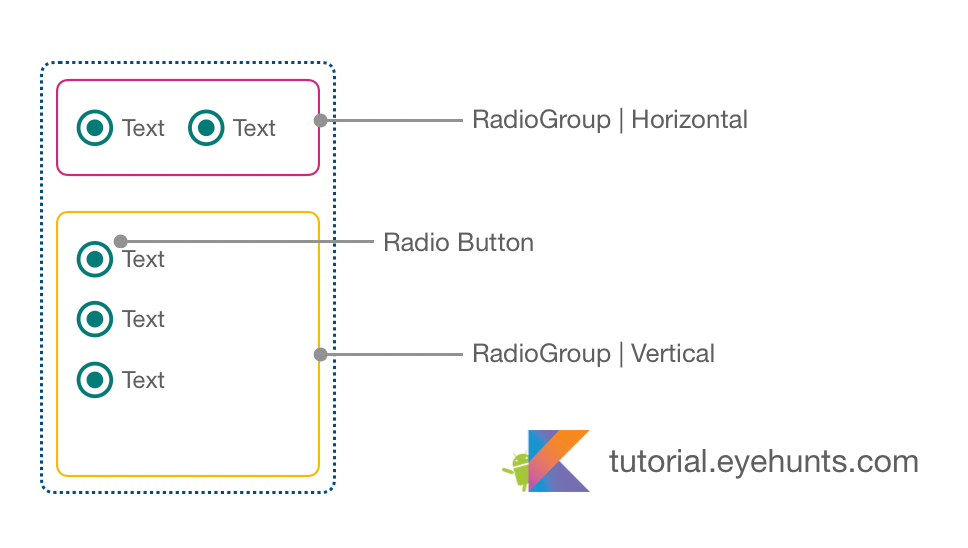 Text Text
RadioGroup | Horizontal
Radio Button
Text
Text
RadioGroup | Vertical
Text
tutorial.eyehunts.com